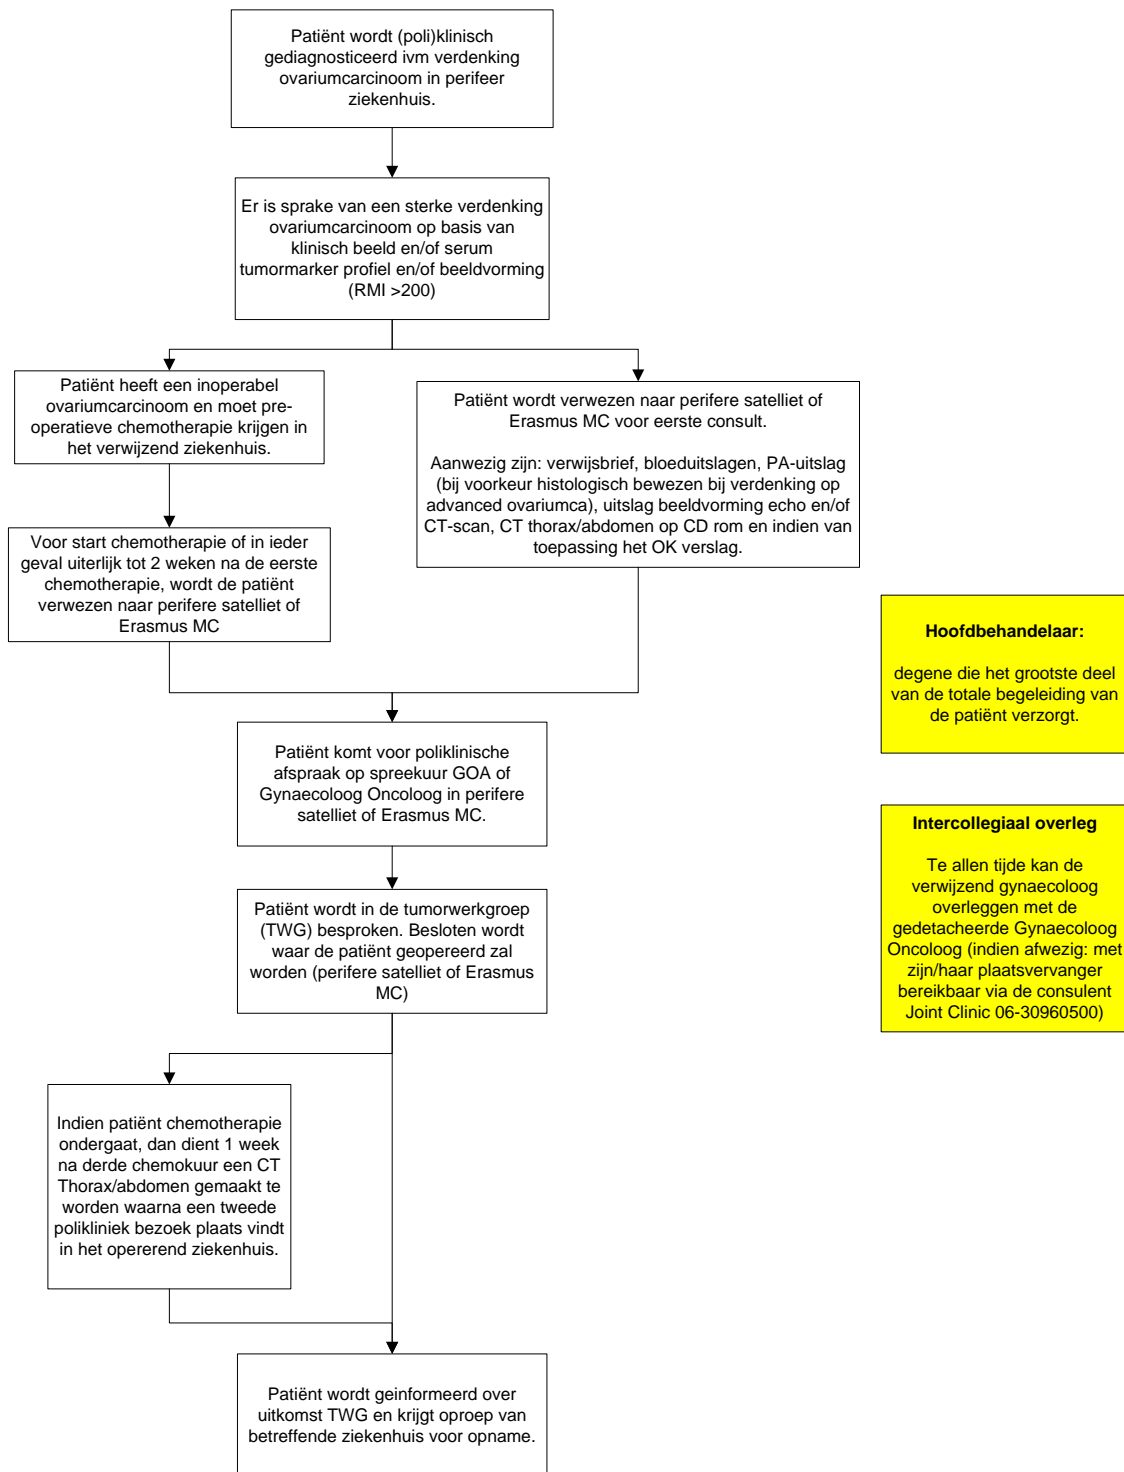 Patiënt wordt (poli)klinisch
gediagnosticeerd ivm verdenking
ovariumcarcinoom in perifeer
ziekenhuis.
Er is sprake van een sterke verdenking
ovariumcarcinoom op basis van
klinisch beeld en/of serum
tumormarker profiel en/of beeldvorming
(RMI >200)
Patiënt heeft een inoperabel
ovariumcarcinoom en moet pre-
operatieve chemotherapie krijgen in
het verwijzend ziekenhuis.
Patiënt wordt verwezen naar perifere satelliet of
Erasmus MC voor eerste consult.
Aanwezig zijn: verwijsbrief, bloeduitslagen, PA-uitslag
(bij voorkeur histologisch bewezen bij verdenking op
advanced ovariumca), uitslag beeldvorming echo en/of
CT-scan, CT thorax/abdomen op CD rom en indien van
toepassing het OK verslag.
Voor start chemotherapie of in ieder
geval uiterlijk tot 2 weken na de eerste
chemotherapie, wordt de patiënt
verwezen naar perifere satelliet of
Erasmus MC
Hoofdbehandelaar:
degene die het grootste deel
van de totale begeleiding van
de patiënt verzorgt.
Patiënt komt voor poliklinische
afspraak op spreekuur GOA of
Gynaecoloog Oncoloog in perifere
satelliet of Erasmus MC.
Intercollegiaal overleg
Te allen tijde kan de
verwijzend gynaecoloog
overleggen met de
gedetacheerde Gynaecoloog
Oncoloog (indien afwezig: met
zijn/haar plaatsvervanger
bereikbaar via de consulent
Joint Clinic 06-30960500)
Patiënt wordt in de tumorwerkgroep
(TWG) besproken. Besloten wordt
waar de patiënt geopereerd zal
worden (perifere satelliet of Erasmus
MC)
Indien patiënt chemotherapie
ondergaat, dan dient 1 week
na derde chemokuur een CT
Thorax/abdomen gemaakt te
worden waarna een tweede
polikliniek bezoek plaats vindt
in het opererend ziekenhuis.
Patiënt wordt geinformeerd over
uitkomst TWG en krijgt oproep van
betreffende ziekenhuis voor opname.